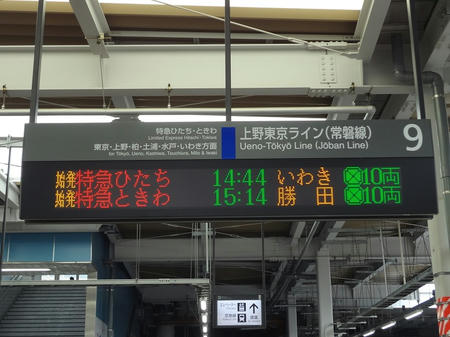 特急ひたち・ときわ
Limited Express Hitachi・Tokiwa
東京・上野・柏・土浦・水戸・いわき方面
for Tōkyō, Ueno, Kashiwa, Tsuchiura, Mito & Iwaki
上野東京ライン(常磐線)
Ueno-Tōkyō Line (Jōban Line)
9
始発特急ひたち 14:44 いわき 10両
始発特急ときわ 15:14 勝田 10両
9